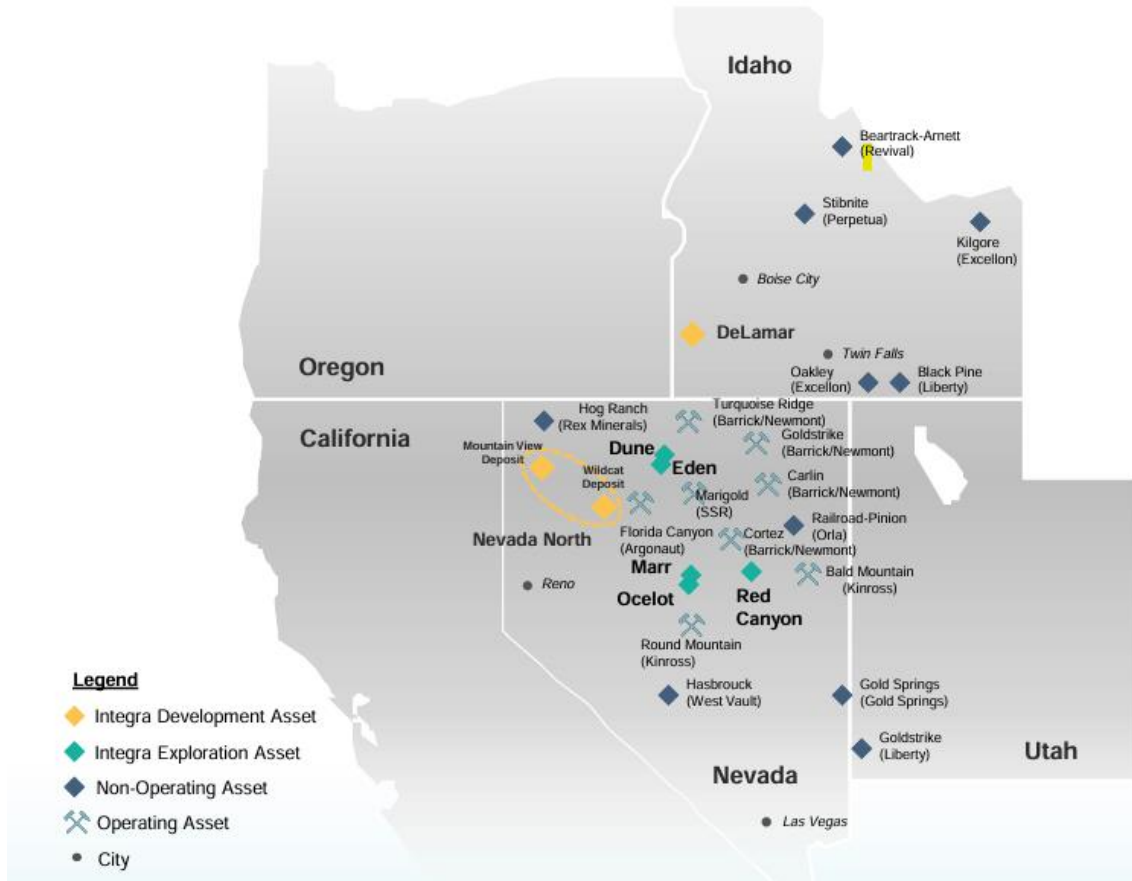 Idaho
Beartrack-Arnett
(Revival)
Stibnite
(Perpetua)
Kilgore
(Excellon)
Boise City
DeLamar
Oregon
Twin Falls
Oakley
(Excellon)
Black Pine
(Liberty)
California
Hog Ranch
(Rex Minerals)
Turquoise Ridge
(Barrick/Newmont)
Goldstrike
(Barrick/Newmont)
Mountain View
Deposit
Dune
Eden
Wildcat
Deposit
Carlin
(Barrick/Newmont)
Marigold
(SSR)
Nevada North
Florida Canyon
(Argonaut)
Cortez
(Barrick/Newmont)
Railroad-Pinion
(Orla)
Marr
Ocelot
Reno
Red
Canyon
Bald Mountain
(Kinross)
Round Mountain
(Kinross)
Hasbrouck
(West Vault)
Gold Springs
(Gold Springs)
Goldstrike
(Liberty)
Utah
Nevada
Las Vegas
Legend
Integra Development Asset
Integra Exploration Asset
Non-Operating Asset
Operating Asset
City